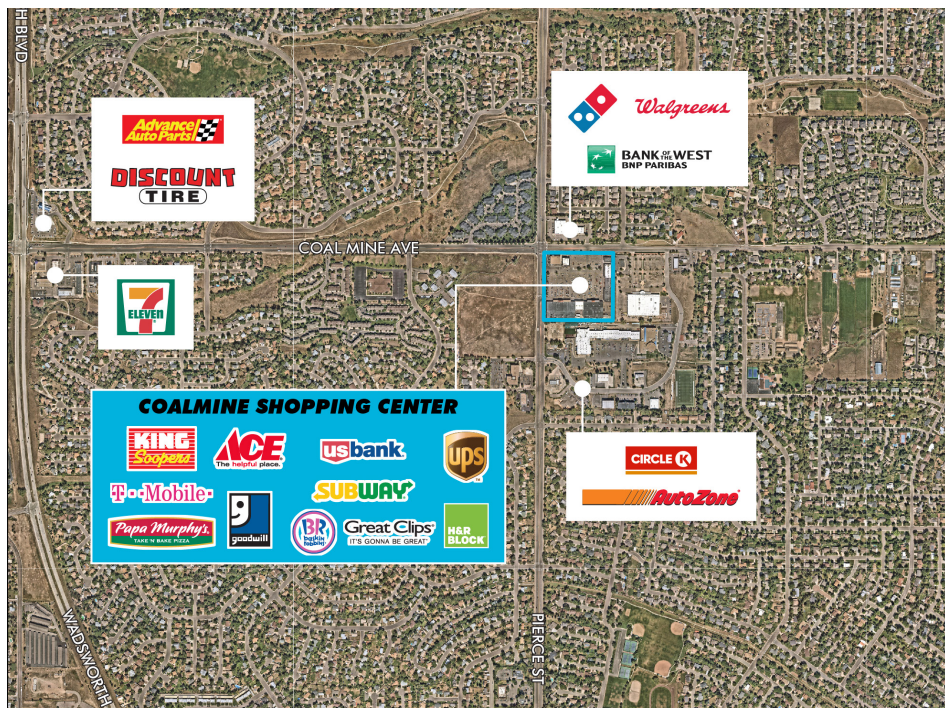 H BLVD
Advance
Auto Parts
DISCOUNT
TIRE
Walgreens
BANK OF THE WEST
BNP PARIBAS
COAL MINE AVE
7
ELEVEN
COALMINE SHOPPING CENTER
KING
Soopers
ACE
The helpful place.
usbank
ups
T-Mobile
SUBWAY
Papa Murphy's
TAKE 'N' BAKE PIZZA
goodwill
BR
baskin
robbins
Great Clips
IT'S GONNA BE GREAT
H&R
BLOCK
CIRCLE K
AutoZone
WADSWORTH
PIERCE ST